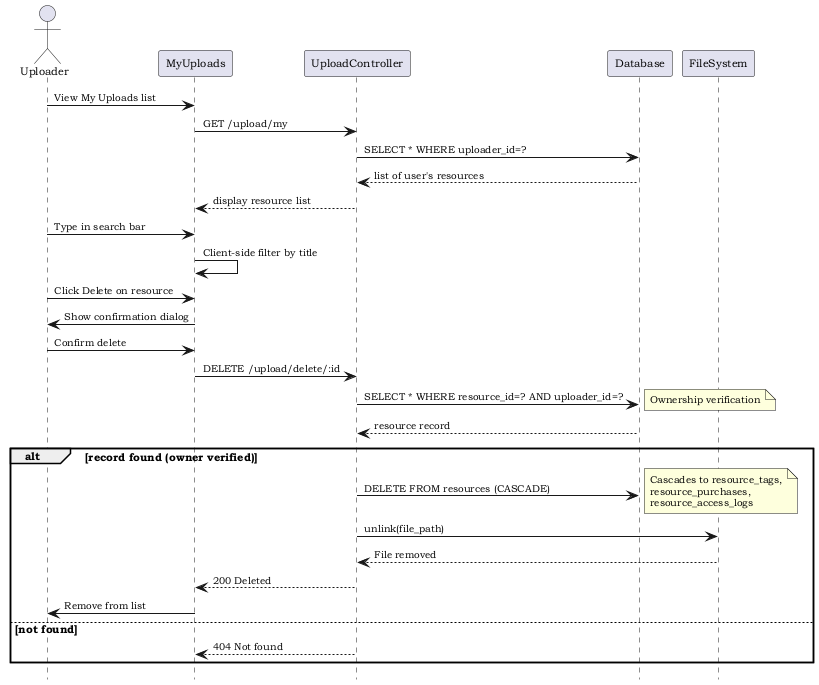 Uploader
MyUploads
UploadController
Database
FileSystem
View My Uploads list
GET /upload/my
SELECT * WHERE uploader_id=?
list of user's resources
display resource list
Type in search bar
Client-side filter by title
Click Delete on resource
Show confirmation dialog
Confirm delete
DELETE /upload/delete/:id
SELECT * WHERE resource_id=? AND uploader_id=?
Ownership verification
resource record
alt
[record found (owner verified)]
DELETE FROM resources (CASCADE)
Cascades to resource_tags,
resource_purchases,
resource_access_logs
unlink(file_path)
File removed
200 Deleted
Remove from list
[not found]
404 Not found